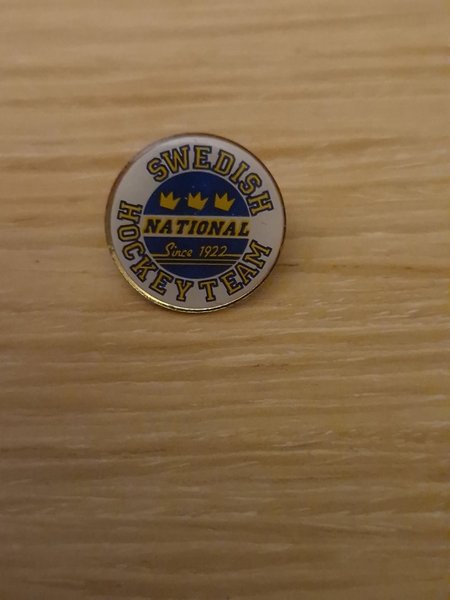 SWEDISH
NATIONAL
Since 1922
HOCKEY TEAM